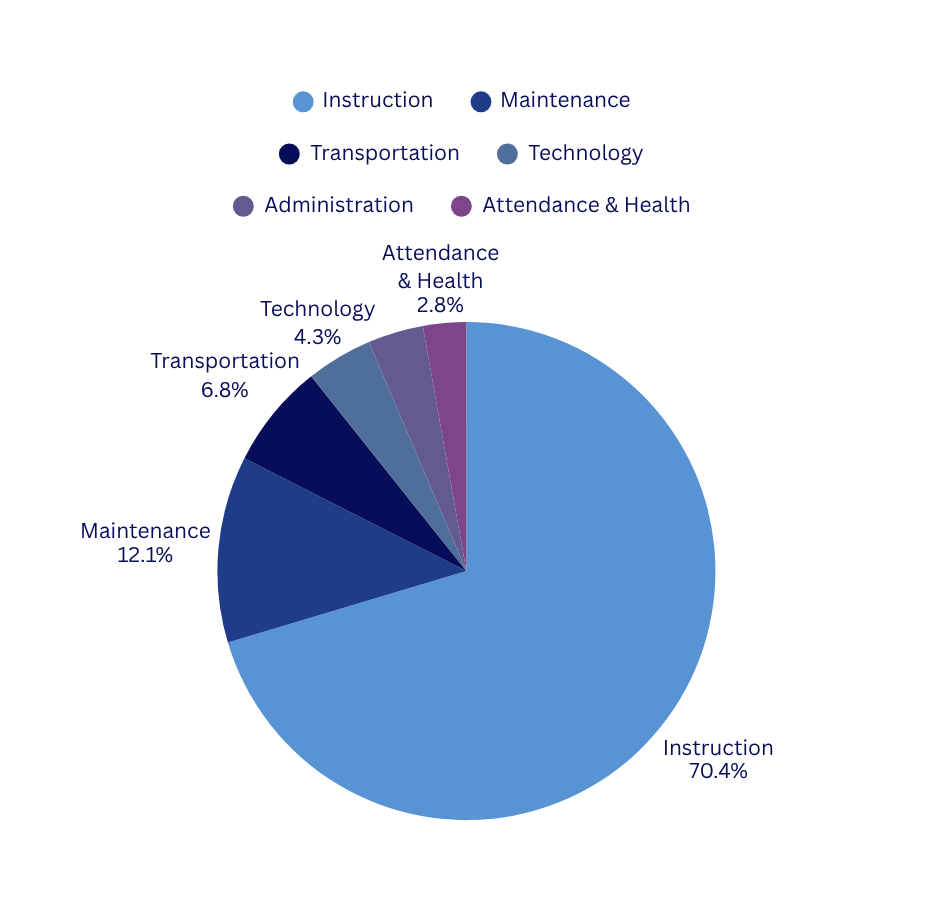 Instruction Maintenance
Transportation Technology
Administration Attendance & Health
Attendance
& Health
2.8%
Technology
4.3%
Transportation
6.8%
Maintenance
12.1%
Instruction
70.4%